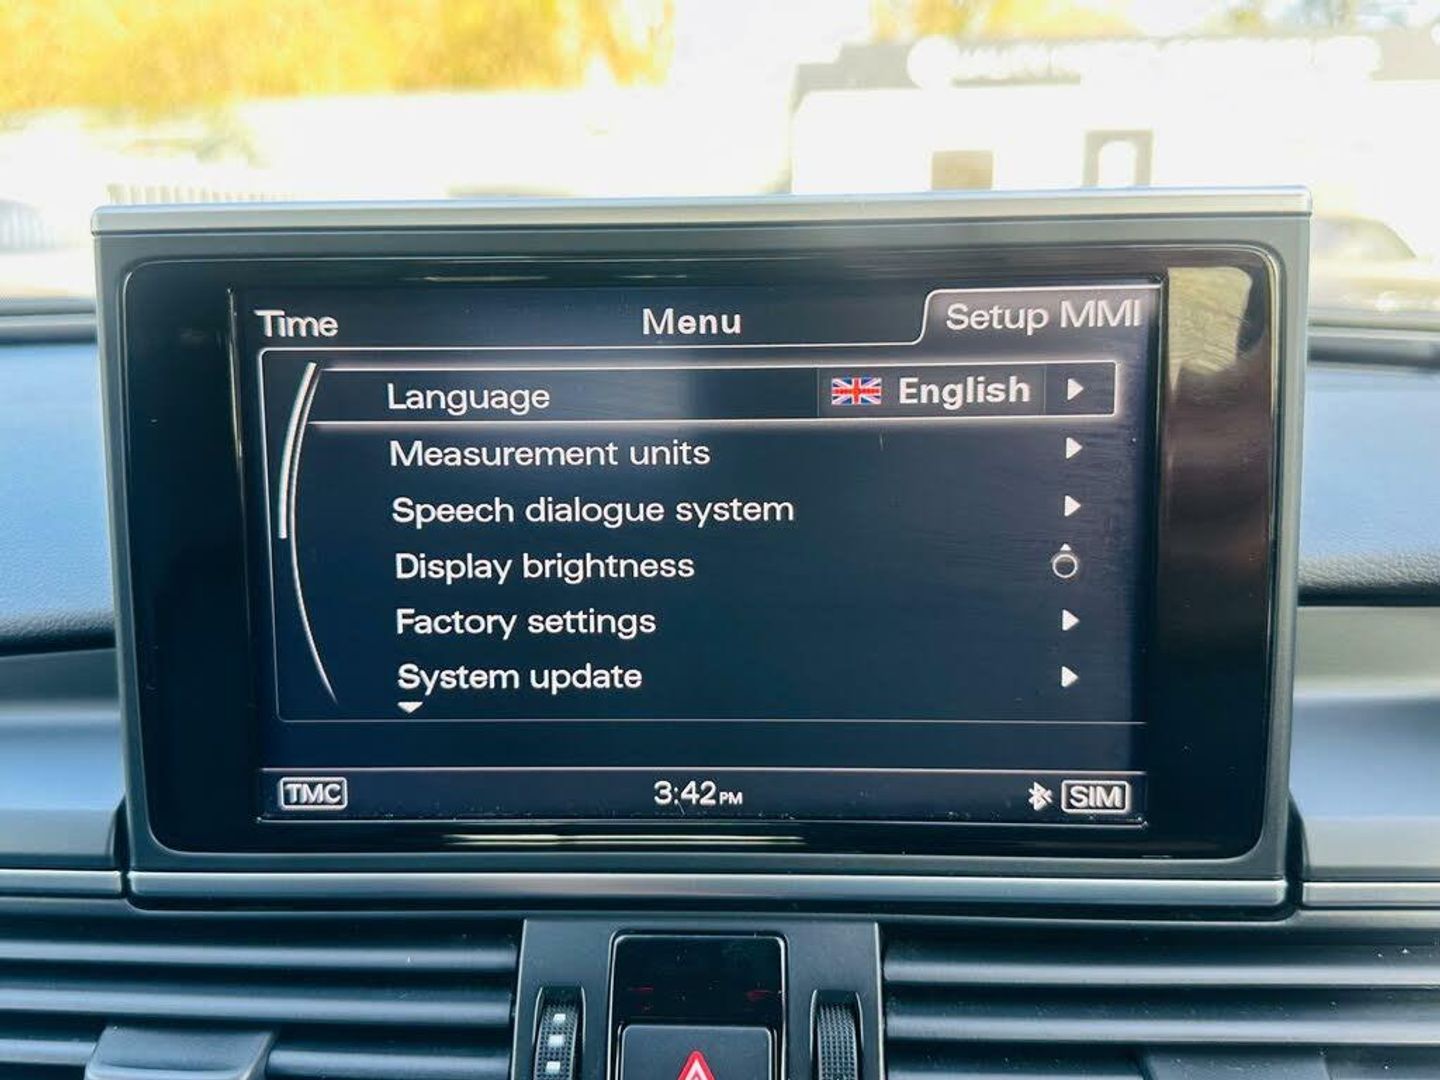 Time Menu Setup MMI
Language English
Measurement units
Speech dialogue system
Display brightness
Factory settings
System update
TMC 3:42PM SIM